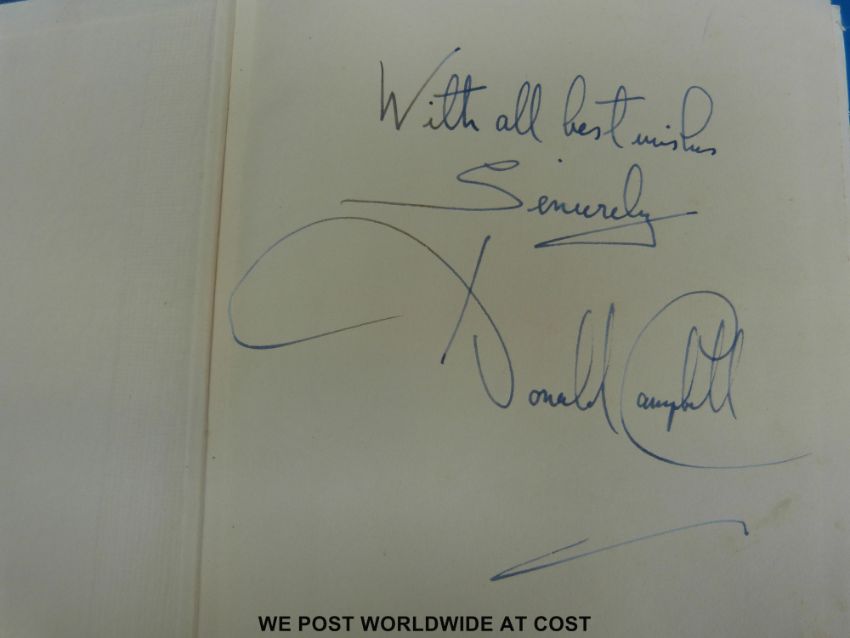 With all best wishes
Sincerely
Donald Campbell
WE POST WORLDWIDE AT COST